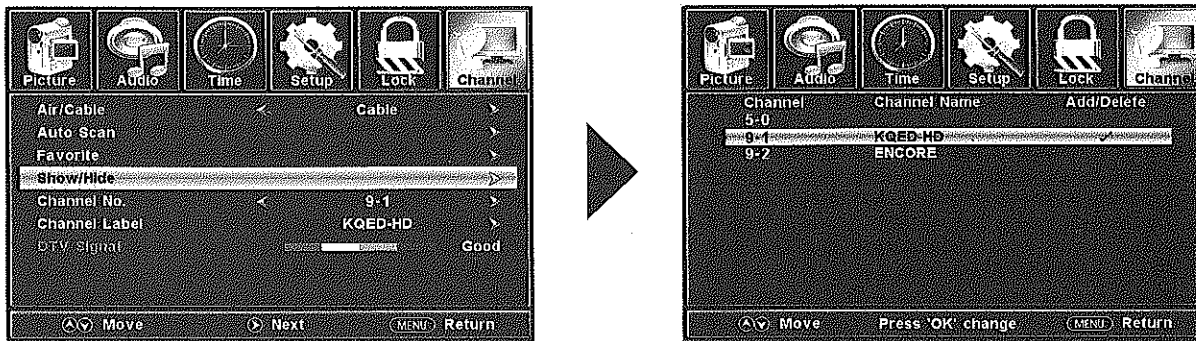 Picture Audio Time Setup Lock Channel
Air/Cable Cable
Auto Scan
Favorite
Show/Hide
Channel No. 9-1
Channel Label KQED-HD
DTV Signal Good
Move Next MENU Return
Picture Audio Time Setup Lock Channe
Channel Channel Name Add/Delete
5-0
9-1 KQED-HD
9-2 ENCORE
Move Press 'OK' change MENU Return